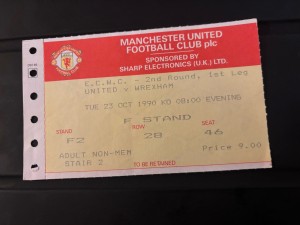 MANCHESTER UNITED
FOOTBALL CLUB plc
SPONSORED BY
SHARP ELECTRONICS (U.K.) LTD.
E.C.W.C. - 2nd Round, 1st Leg
UNITED v WREXHAM
TUE 23 OCT 1990 KO 08:00 EVENING
F STAND
STAND ROW SEAT
F2 28 46
ADULT NON-MEM Price 9.00
STAIR 2
TO BE RETAINED